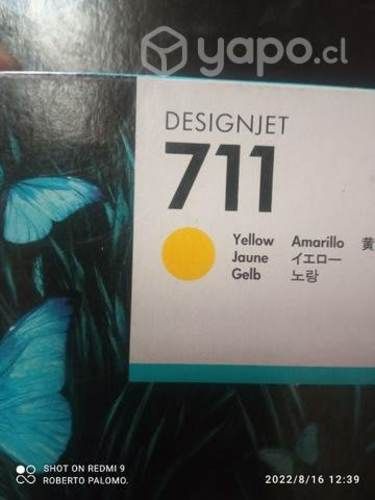 yapo.cl
DESIGNJET
711
Yellow Amarillo 黄
Jaune イエロー
Gelb 노랑
SHOT ON REDMI 9
ROBERTO PALOMO.
2022/8/16 12:39